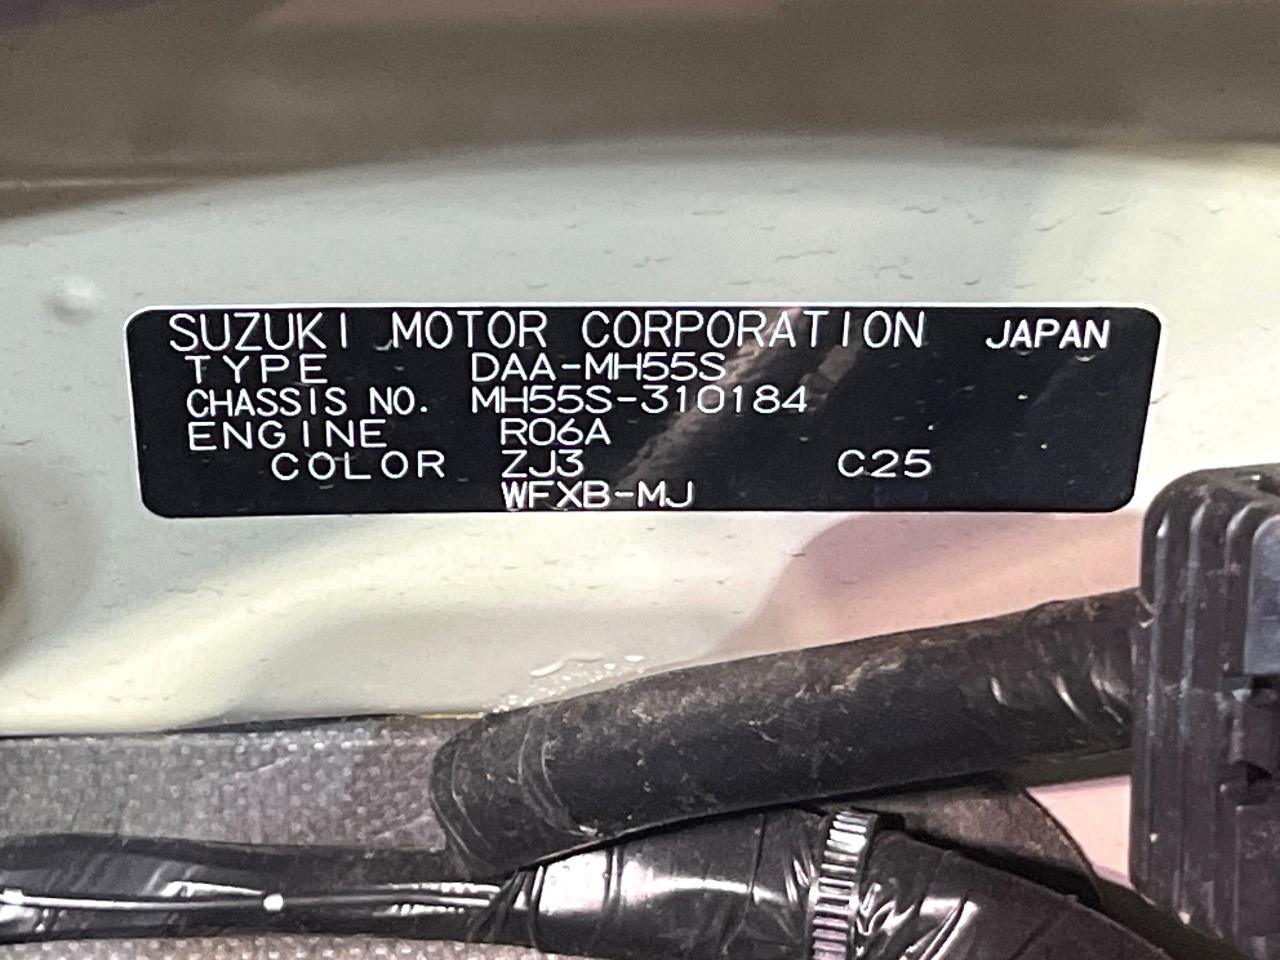 SUZUKI MOTOR CORPORATION JAPAN
TYPE DAA-MH55S
CHASSIS NO. MH55S-310184
ENGINE R06A
COLOR ZJ3 C25
WFXB-MJ